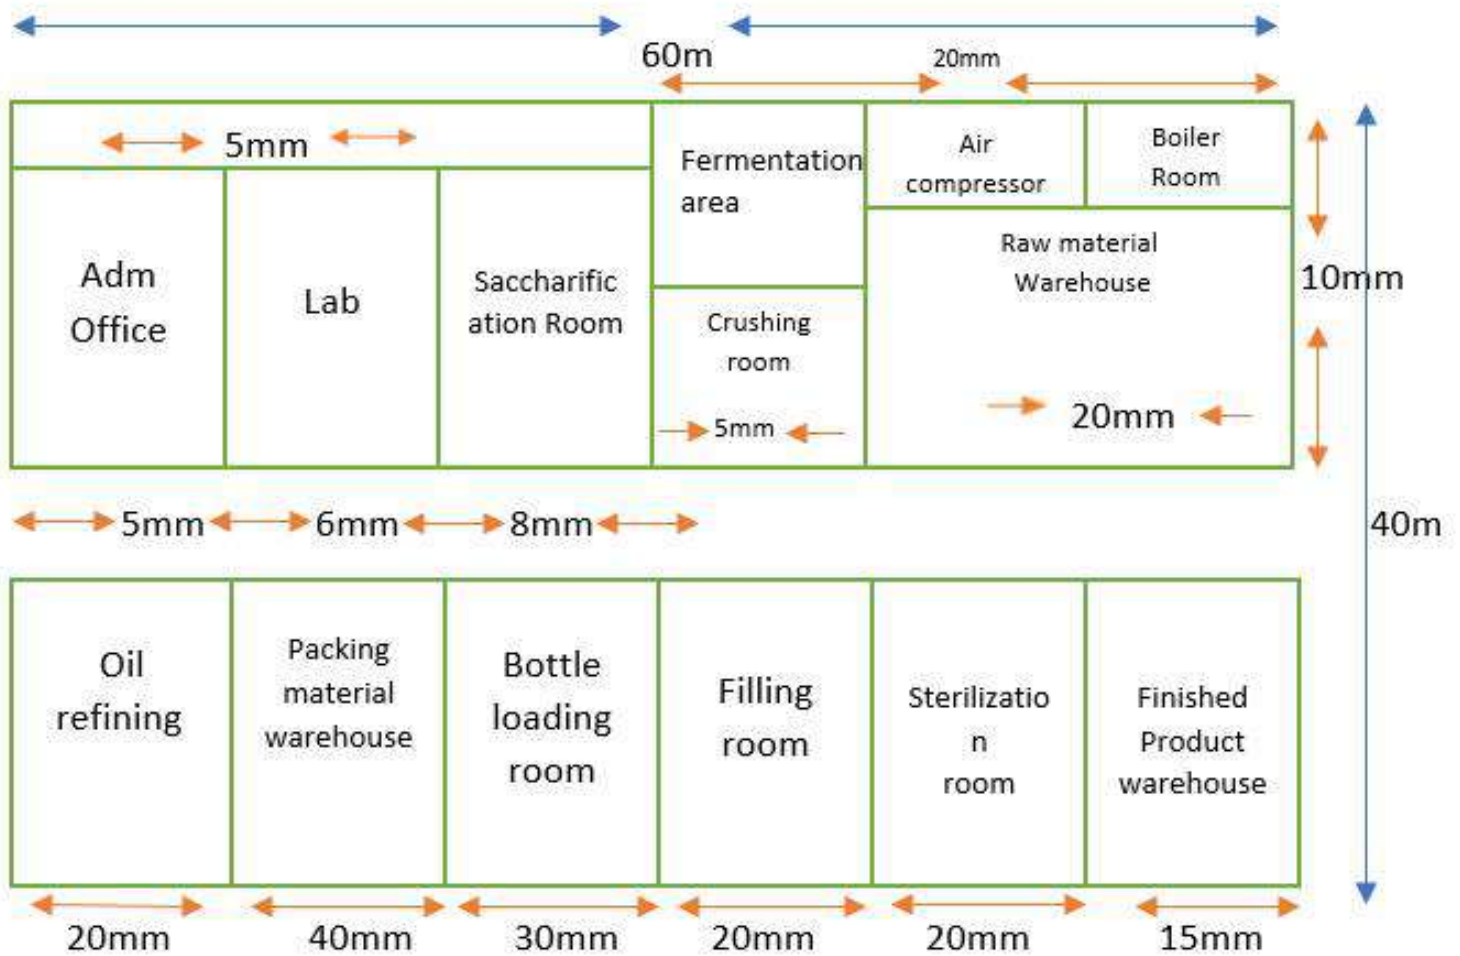 60m
20mm
5mm
Adm
Office
Lab
Saccharific
ation Room
Fermentation
area
Crushing
room
5mm
Air
compressor
Boiler
Room
Raw material
Warehouse
20mm
10mm
5mm
6mm
8mm
40m
Oil
refining
Packing
material
warehouse
Bottle
loading
room
Filling
room
Sterilizatio
n
room
Finished
Product
warehouse
20mm
40mm
30mm
20mm
20mm
15mm